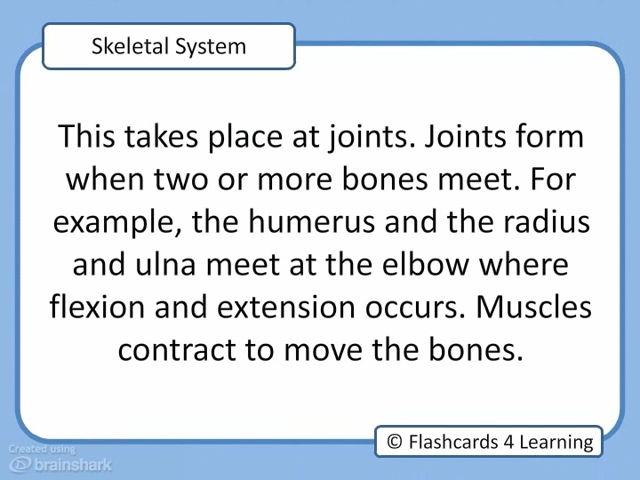 Skeletal System
This takes place at joints. Joints form
when two or more bones meet. For
example, the humerus and the radius
and ulna meet at the elbow where
flexion and extension occurs. Muscles
contract to move the bones.
© Flashcards 4 Learning
Created using
brainshark